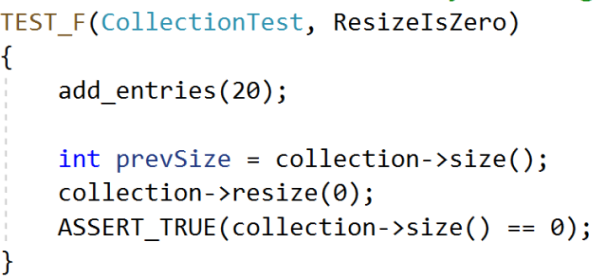 TEST_F(CollectionTest, ResizeIsZero)
{
    add_entries(20);

    int prevSize = collection->size();
    collection->resize(0);
    ASSERT_TRUE(collection->size() == 0);
}